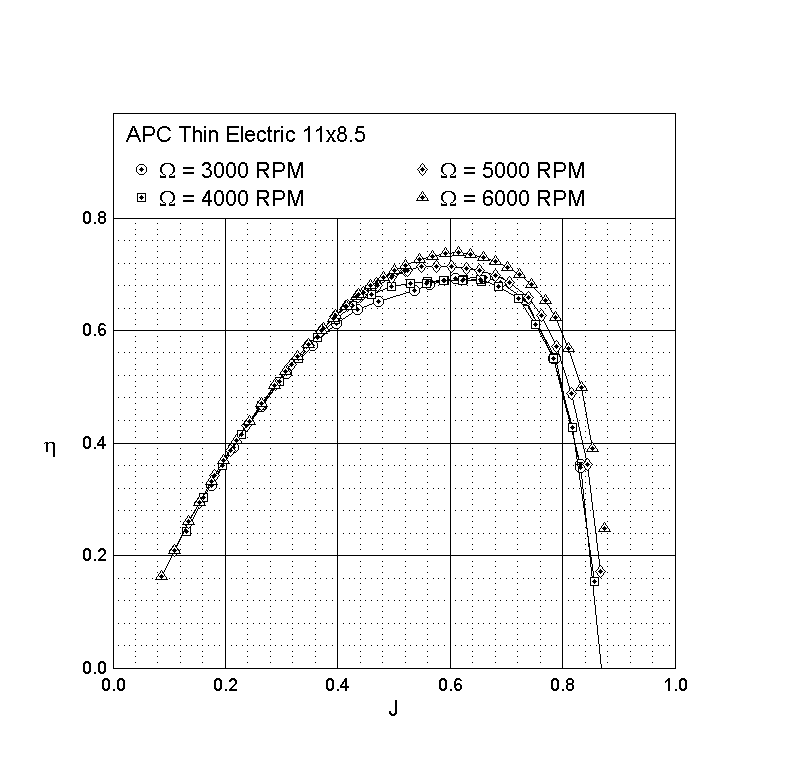 APC Thin Electric 11x8.5
Ω = 3000 RPM
Ω = 5000 RPM
Ω = 4000 RPM
Ω = 6000 RPM
0.8
0.6
η
0.4
0.2
0.0
0.0 0.2 0.4 0.6 0.8 1.0
J